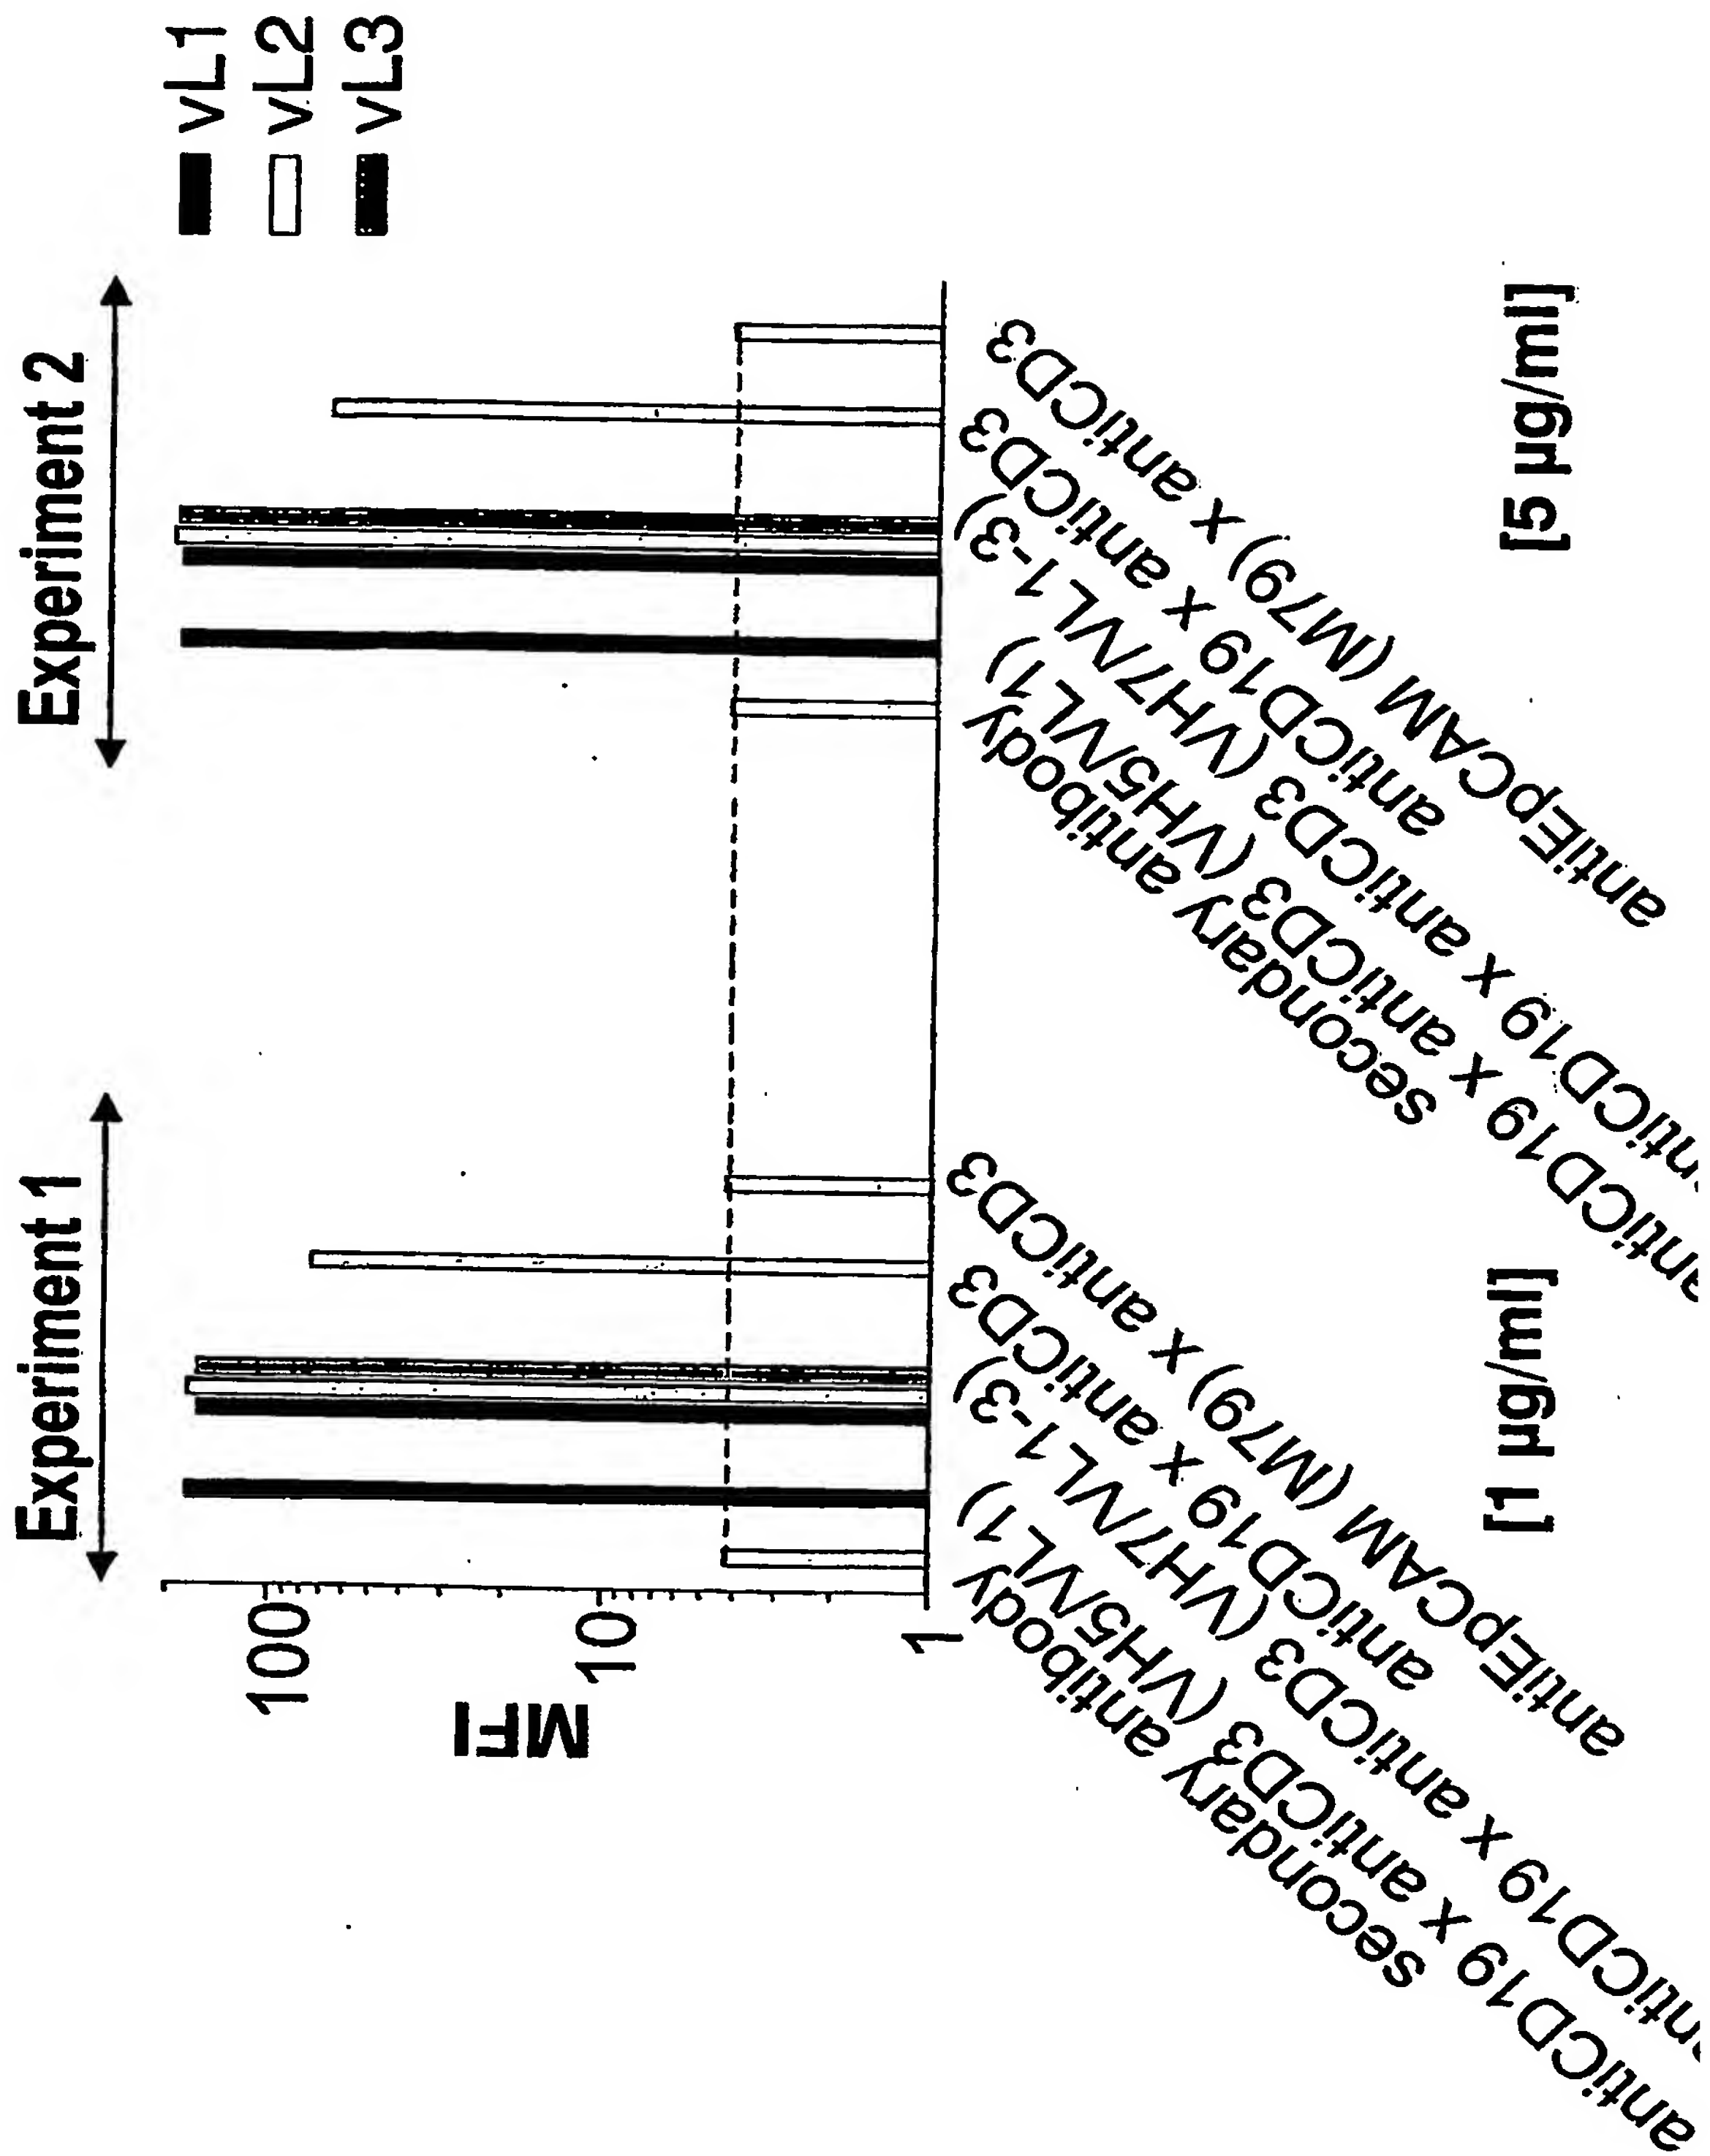 Experiment 1
Experiment 2
vL1
vL2
vL3
MFI
100
10
1
secondary antibody
antiCD19 x antiCD3 (VH5/VL1)
antiCD19 x antiCD3 (VH7/VL1-3)
antiCD19 x antiCD3
antiEpCAM (M79) x antiCD3
secondary antibody
antiCD19 x antiCD3 (VH5/VL1)
antiCD19 x antiCD3 (VH7/VL1-3)
antiCD19 x antiCD3
antiEpCAM (M79) x antiCD3
[1 µg/ml]
[5 µg/ml]